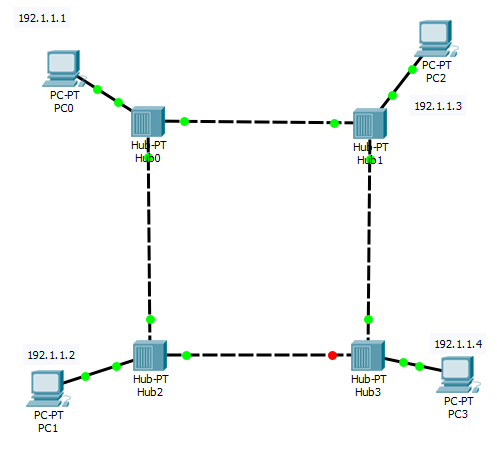 192.1.1.1
PC-PT
PC0
PC-PT
PC2
192.1.1.3
Hub-PT
Hub0
Hub-PT
Hub1
192.1.1.2
Hub-PT
Hub2
Hub-PT
Hub3
192.1.1.4
PC-PT
PC1
PC-PT
PC3